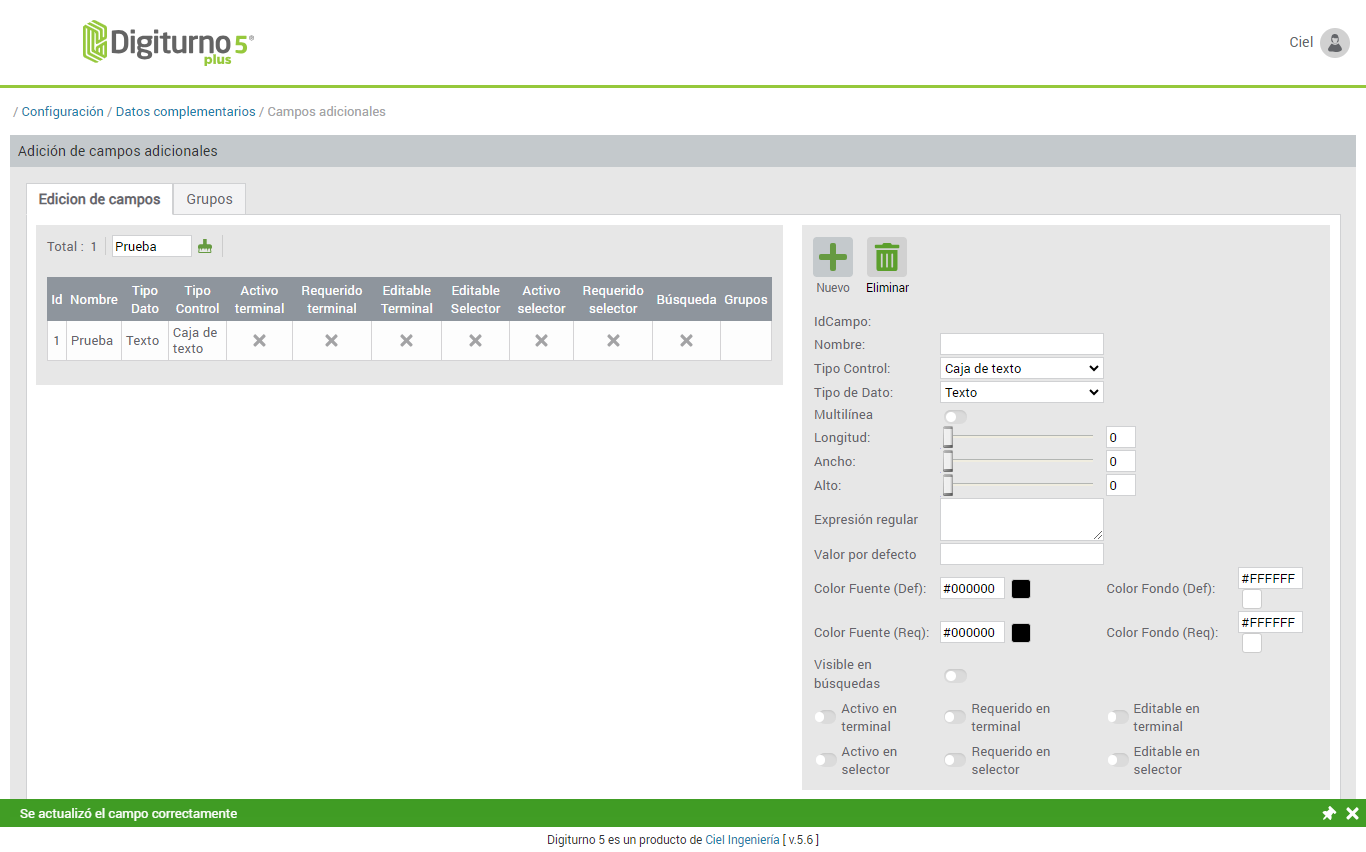 Digiturno 5®
plus
Ciel
/ Configuración / Datos complementarios / Campos adicionales
Adición de campos adicionales
Edicion de campos
Grupos
Total : 1
Prueba
Id Nombre Tipo Dato Tipo Control Activo terminal Requerido terminal Editable Terminal Editable Selector Activo selector Requerido selector Búsqueda Grupos
1 Prueba Texto Caja de texto
Nuevo
Eliminar
IdCampo:
Nombre:
Tipo Control: Caja de texto
Tipo de Dato: Texto
Multilínea
Longitud: 0
Ancho: 0
Alto: 0
Expresión regular
Valor por defecto
Color Fuente (Def): #000000 Color Fondo (Def): #FFFFFF
Color Fuente (Req): #000000 Color Fondo (Req): #FFFFFF
Visible en
búsquedas
Activo en terminal Requerido en terminal Editable en terminal
Activo en selector Requerido en selector Editable en selector
Se actualizó el campo correctamente
Digiturno 5 es un producto de Ciel Ingeniería [ v.5.6 ]